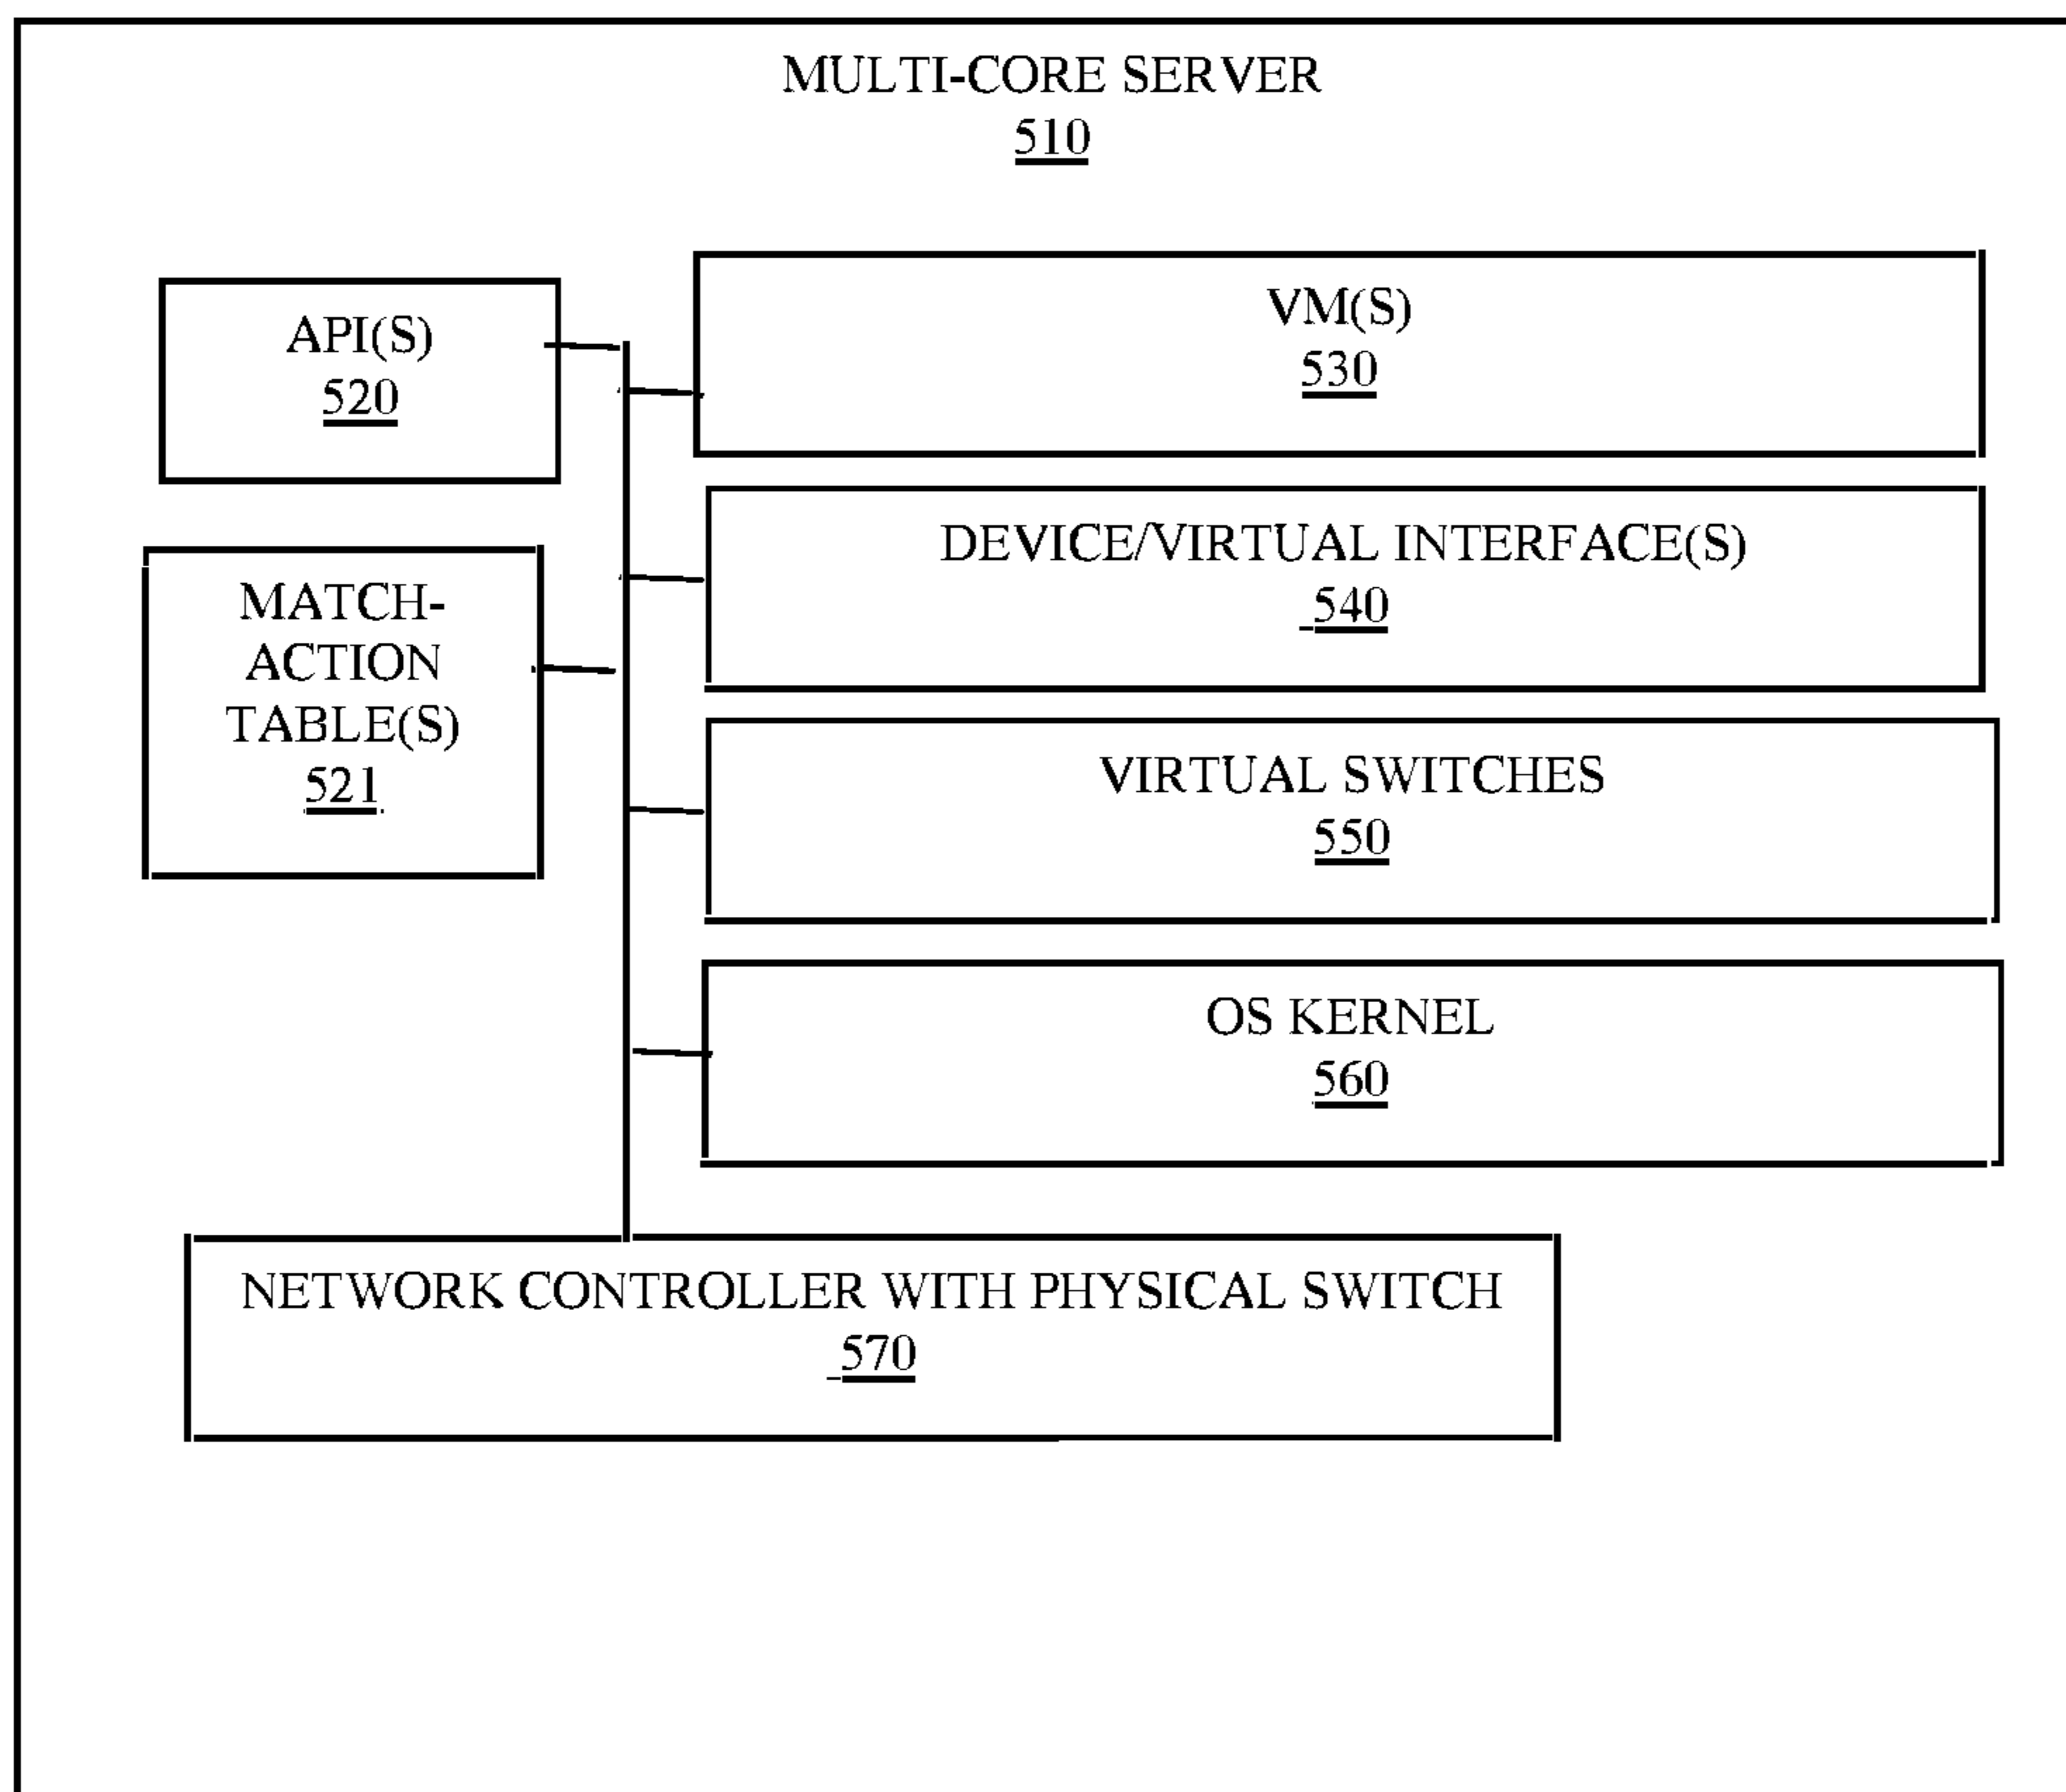 MULTI-CORE SERVER
510
API(S)
520
VM(S)
530
MATCH-
ACTION
TABLE(S)
521
DEVICE/VIRTUAL INTERFACE(S)
540
VIRTUAL SWITCHES
550
OS KERNEL
560
NETWORK CONTROLLER WITH PHYSICAL SWITCH
570